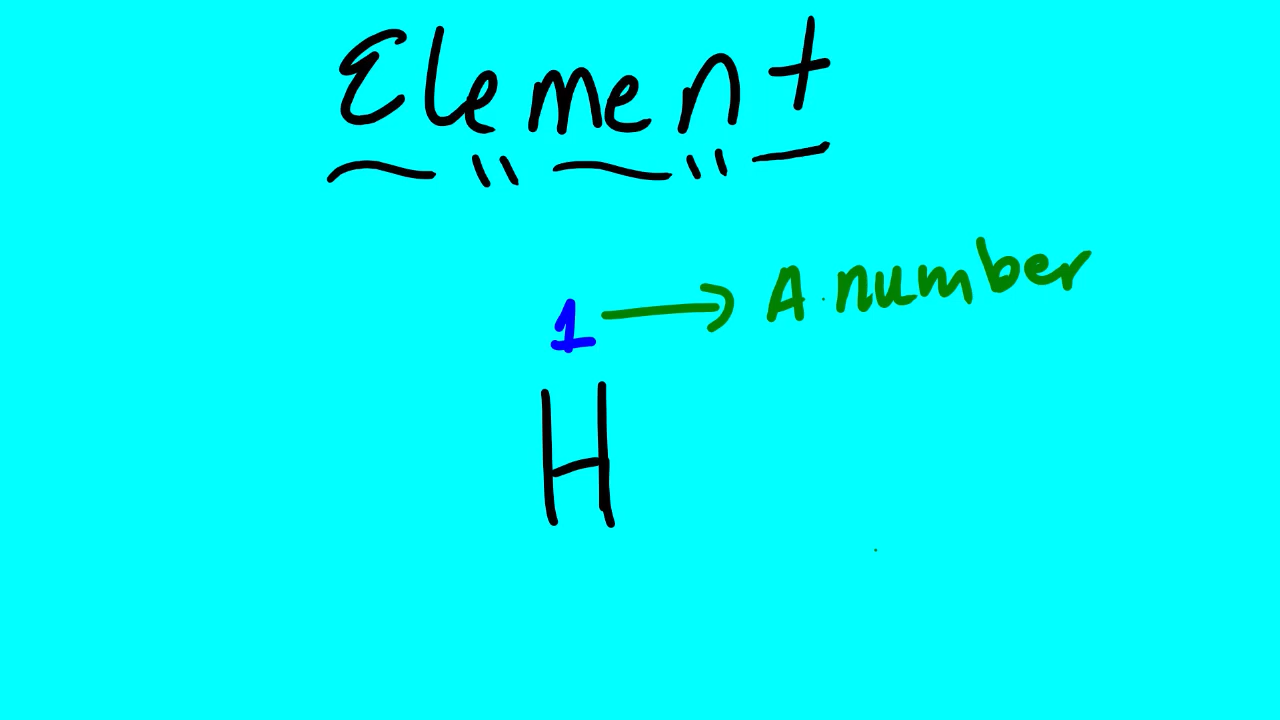 Element
1 → A. number
H